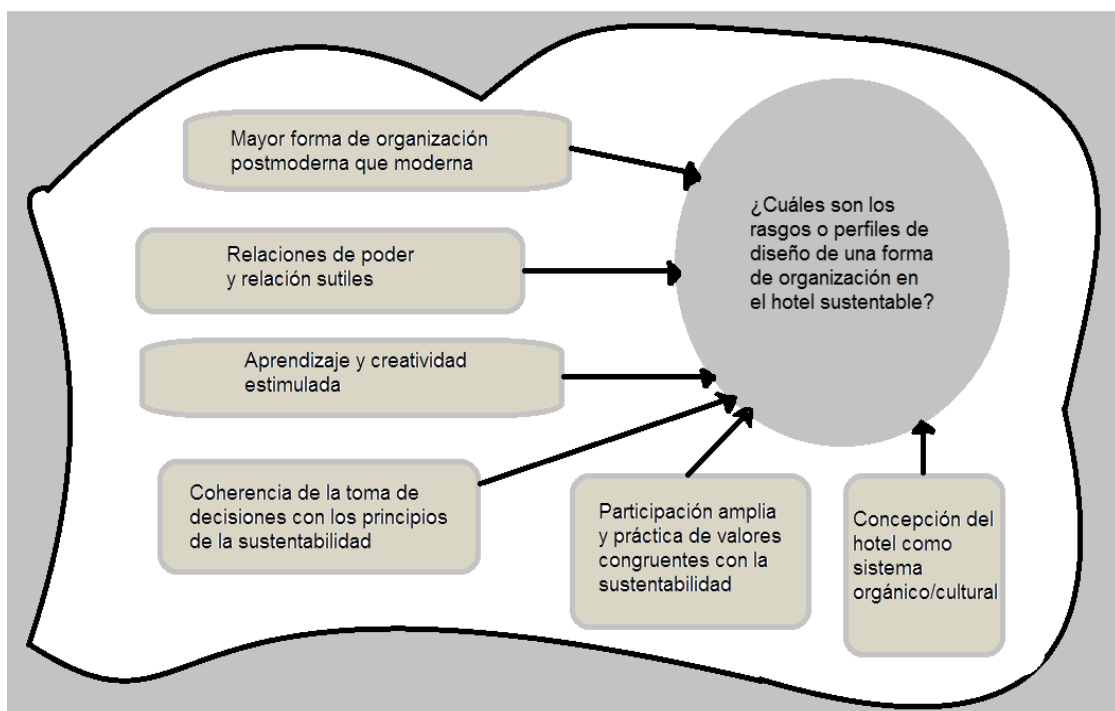 Mayor forma de organización
postmoderna que moderna
¿Cuáles son los
rasgos o perfiles de
diseño de una forma
de organización en
el hotel sustentable?
Relaciones de poder
y relación sutiles
Aprendizaje y creatividad
estimulada
Coherencia de la toma de
decisiones con los principios
de la sustentabilidad
Participación amplia
y práctica de valores
congruentes con la
sustentabilidad
Concepción del
hotel como
sistema
orgánico/cultural